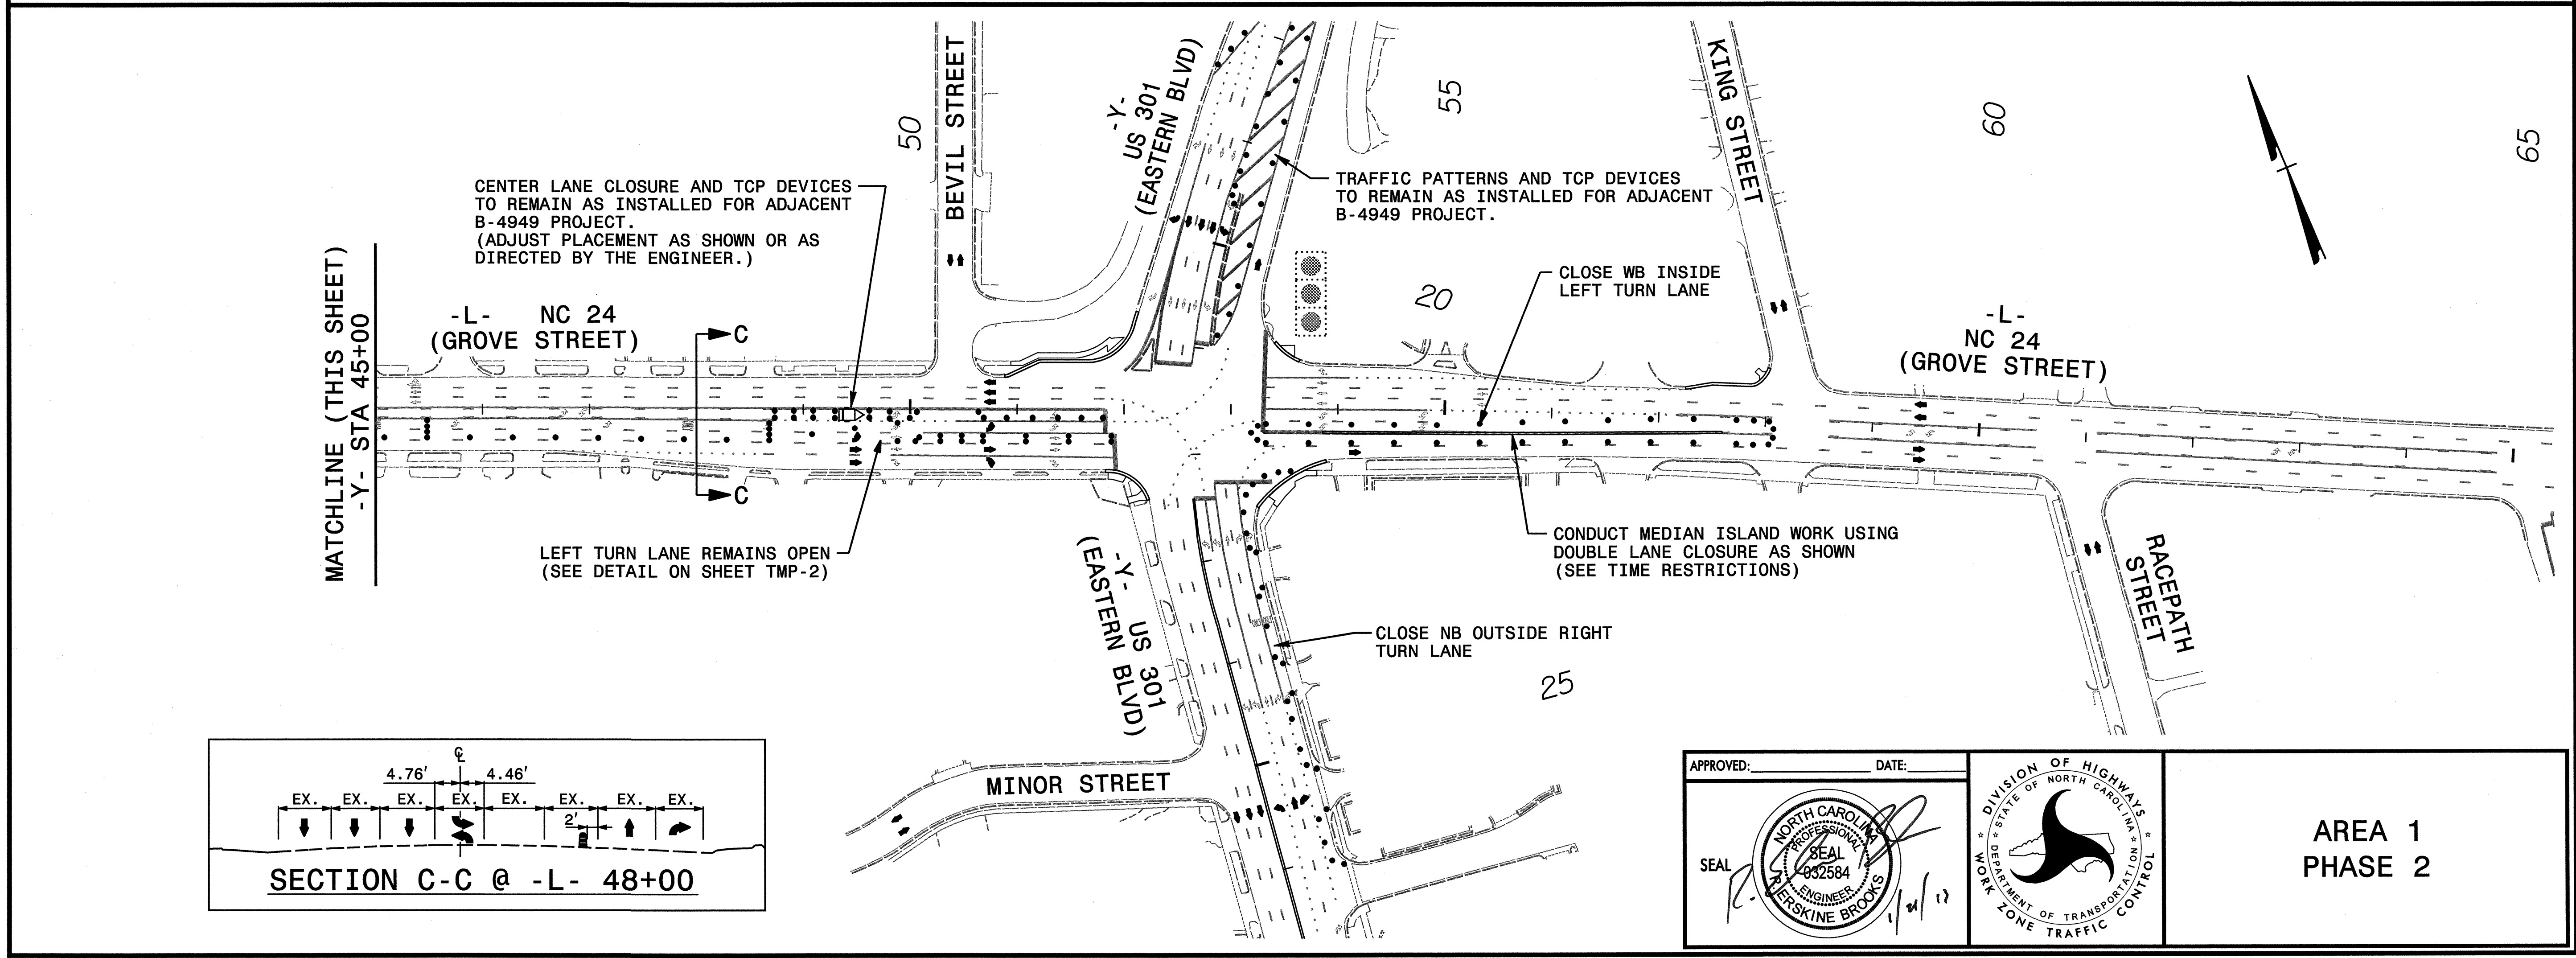 MATCHLINE (THIS SHEET)
-Y- STA 45+00
-L- NC 24
(GROVE STREET)
CENTER LANE CLOSURE AND TCP DEVICES
TO REMAIN AS INSTALLED FOR ADJACENT
B-4949 PROJECT.
(ADJUST PLACEMENT AS SHOWN OR AS
DIRECTED BY THE ENGINEER.)
C
C
50
BEVIL STREET
-Y-
US 301
(EASTERN BLVD)
55
TRAFFIC PATTERNS AND TCP DEVICES
TO REMAIN AS INSTALLED FOR ADJACENT
B-4949 PROJECT.
KING STREET
60
65
20
CLOSE WB INSIDE
LEFT TURN LANE
-L-
NC 24
(GROVE STREET)
LEFT TURN LANE REMAINS OPEN
(SEE DETAIL ON SHEET TMP-2)
CONDUCT MEDIAN ISLAND WORK USING
DOUBLE LANE CLOSURE AS SHOWN
(SEE TIME RESTRICTIONS)
-Y- US 301
(EASTERN BLVD)
CLOSE NB OUTSIDE RIGHT
TURN LANE
25
RACEPATH
STREET
MINOR STREET
4.76' 4.46'
EX. EX. EX. EX. EX. EX. EX. EX.
2'
SECTION C-C @ -L- 48+00
APPROVED: DATE:
SEAL
NORTH CAROLINA
PROFESSIONAL
SEAL
032584
ENGINEER
R. ERSKINE BROOKS
DIVISION OF HIGHWAYS
STATE OF NORTH CAROLINA
DEPARTMENT OF TRANSPORTATION
WORK ZONE TRAFFIC CONTROL
AREA 1
PHASE 2